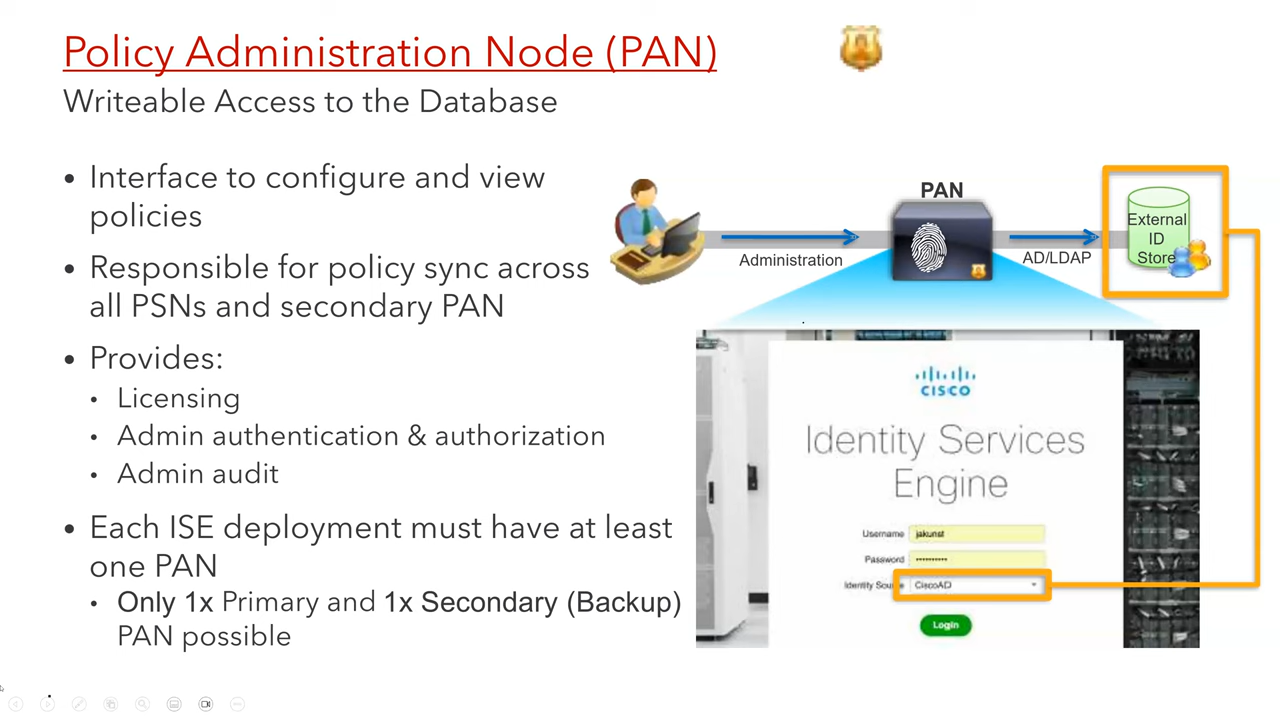 Policy Administration Node (PAN)
Writeable Access to the Database
• Interface to configure and view
policies
• Responsible for policy sync across
all PSNs and secondary PAN
• Provides:
• Licensing
• Admin authentication & authorization
• Admin audit
• Each ISE deployment must have at least
one PAN
• Only 1x Primary and 1x Secondary (Backup)
PAN possible
PAN
Administration
AD/LDAP
External
ID
Store
CISCO
Identity Services
Engine
Username jakunst
Password ••••••••••
Identity Source CiscoAD
Login